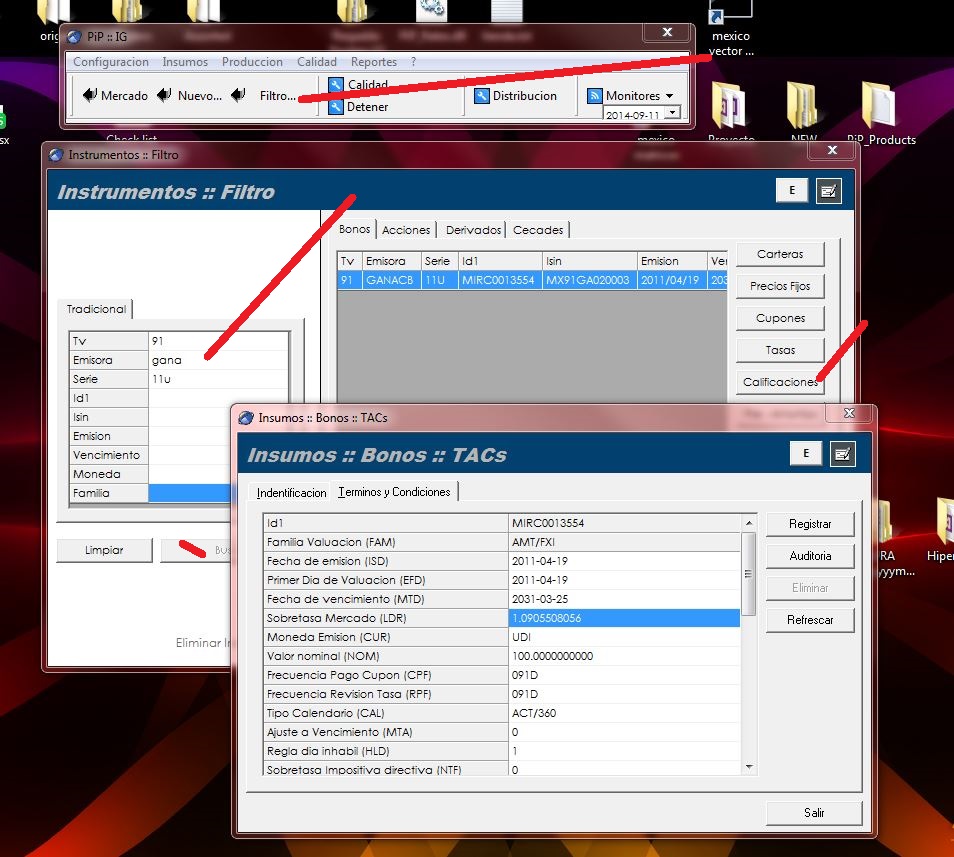 orig
mexico
vector ...
PiP :: IG
Configuracion Insumos Produccion Calidad Reportes ?
Mercado Nuevo... Filtro... Calidad Detener Distribucion Monitores
2014-09-11
sx
Check list
mexico
Proyecto
NEW
PiP_Products
Instrumentos :: Filtro
Instrumentos :: Filtro
E
Bonos Acciones Derivados Cecades
Tv Emisora Serie Id1 Isin Emision Ver
91 GANACB 11U MIRC0013554 MX91GA020003 2011/04/19 203
Carteras
Precios Fijos
Cupones
Tasas
Calificaciones
Tradicional
Tv 91
Emisora gana
Serie 11u
Id1
Isin
Emision
Vencimiento
Moneda
Familia
Limpiar
Bus
Eliminar In
Insumos :: Bonos :: TACs
Insumos :: Bonos :: TACs
E
Indentificacion Terminos y Condiciones
Id1 MIRC0013554
Familia Valuacion (FAM) AMT/FXI
Fecha de emision (ISD) 2011-04-19
Primer Dia de Valuacion (EFD) 2011-04-19
Fecha de vencimiento (MTD) 2031-03-25
Sobretasa Mercado (LDR) 1.0905508056
Moneda Emision (CUR) UDI
Valor nominal (NOM) 100.0000000000
Frecuencia Pago Cupon (CPF) 091D
Frecuencia Revision Tasa (RPF) 091D
Tipo Calendario (CAL) ACT/360
Ajuste a Vencimiento (MTA) 0
Regla dia inhabil (HLD) 1
Sobretasa Impositiva directiva (NTF) 0
Registrar
Auditoria
Eliminar
Refrescar
Salir
RA
yyym...
Hiper